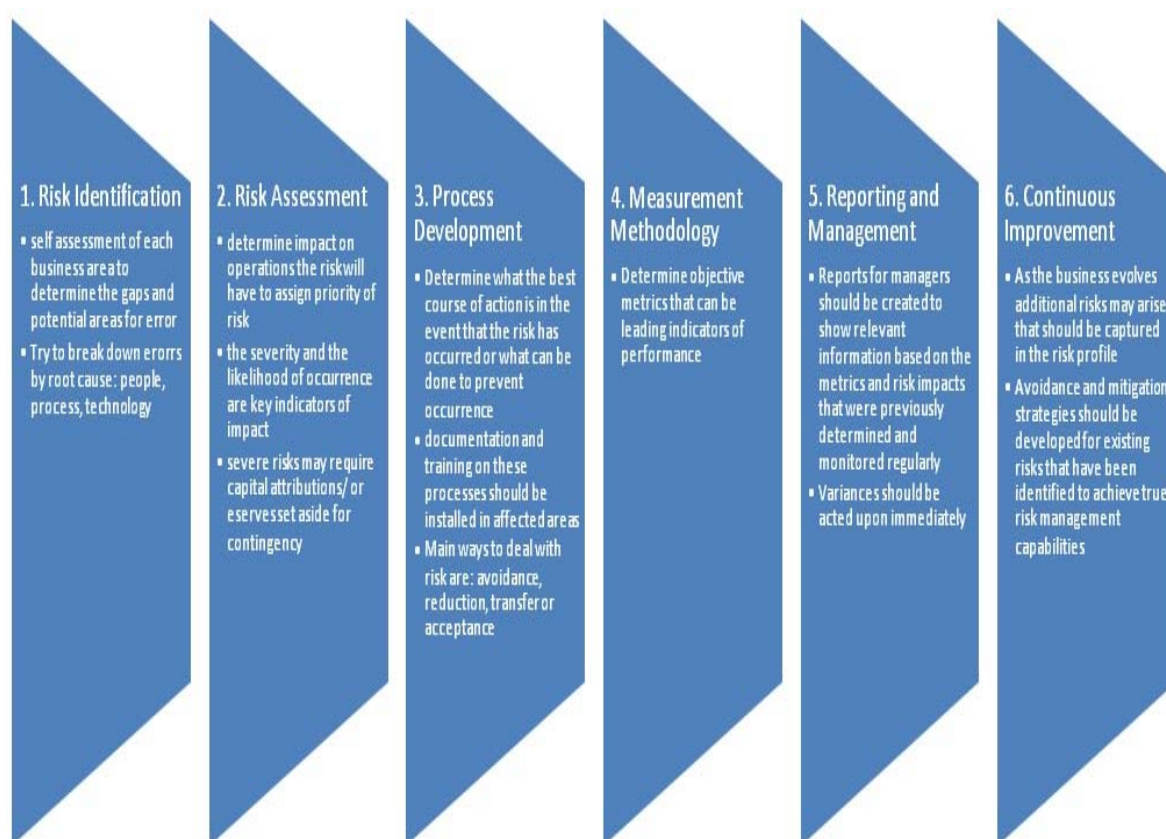 1. Risk Identification
▪ self assessment of each
business area to
determine the gaps and
potential areas for error
▪ Try to break down erorrs
by root cause: people,
process, technology
2. Risk Assessment
▪ determine impact on
operations the risk will
have to assign priority of
risk
▪ the severity and the
likelihood of occurrence
are key indicators of
impact
▪ severe risks may require
capital attributions/ or
eserves set aside for
contingency
3. Process
Development
▪ Determine what the best
course of action is in the
event that the risk has
occurred or what can be
done to prevent
occurrence
▪ documentation and
training on these
processes should be
installed in affected areas
▪ Main ways to deal with
risk are: avoidance,
reduction, transfer or
acceptance
4. Measurement
Methodology
▪ Determine objective
metrics that can be
leading indicators of
performance
5. Reporting and
Management
▪ Reports for managers
should be created to
show relevant
information based on the
metrics and risk impacts
that were previously
determined and
monitored regularly
▪ Variances should be
acted upon immediately
6. Continuous
Improvement
▪ As the business evolves
additional risks may arise
that should be captured
in the risk profile
▪ Avoidance and mitigation
strategies should be
developed for existing
risks that have been
identified to achieve true
risk management
capabilities